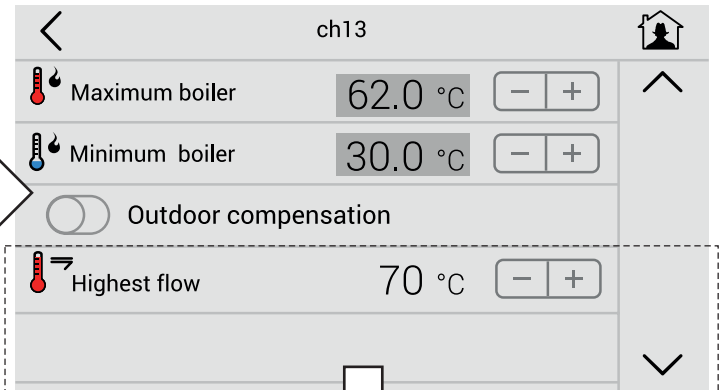 ch13
Maximum boiler 62.0 °C − +
Minimum boiler 30.0 °C − +
Outdoor compensation
Highest flow 70 °C − +